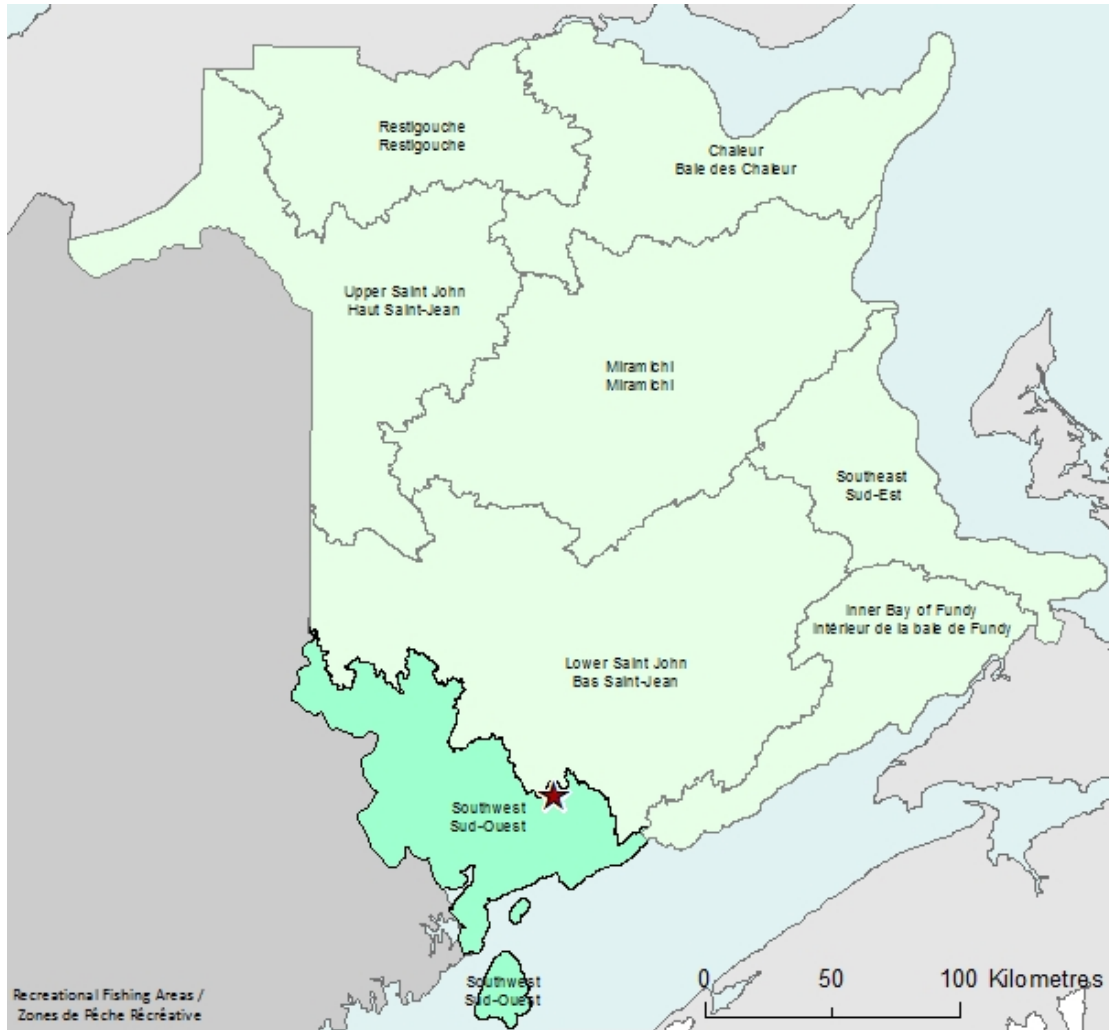 Restigouche
Restigouche
Chaleur
Baie des Chaleur
Upper Saint John
Haut Saint-Jean
Miramichi
Miramichi
Southeast
Sud-Est
Inner Bay of Fundy
Intérieur de la baie de Fundy
Lower Saint John
Bas Saint-Jean
Southwest
Sud-Ouest
Southwest
Sud-Ouest
0 50 100 Kilometres
Recreational Fishing Areas /
Zones de Pêche Récréative